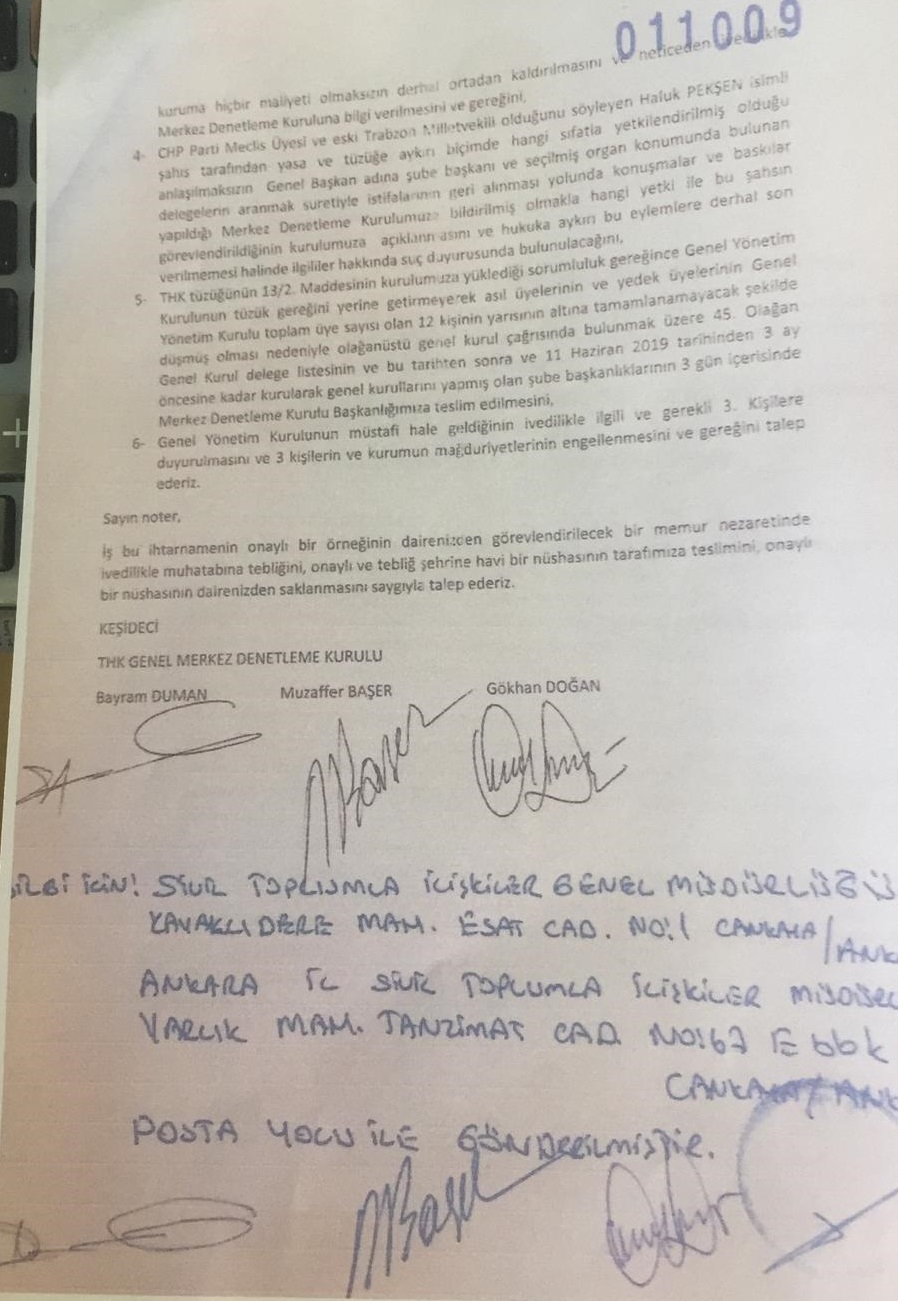 011009
kuruma hiçbir maliyeti olmaksızın derhal ortadan kaldırılmasını ve neticeden
Merkez Denetleme Kuruluna bilgi verilmesini ve gereğini,
4- CHP Parti Meclis Üyesi ve eski Trabzon Milletvekili olduğunu söyleyen Haluk PEKŞEN isimli
şahıs tarafından yasa ve tüzüğe aykırı biçimde hangi sıfatla yetkilendirilmiş olduğu
anlaşılmaksızın Genel Başkan adına şube başkanı ve seçilmiş organ konumunda bulunan
delegelerin aranmak suretiyle istifalarının geri alınması yolunda konuşmalar ve baskılar
yapıldığı Merkez Denetleme Kurulumuza bildirilmiş olmakla hangi yetki ile bu şahsın
görevlendirildiğinin kurulumuza açıklanmasını ve hukuka aykırı bu eylemlere derhal son
verilmemesi halinde ilgililer hakkında suç duyurusunda bulunulacağını,
5- THK tüzüğünün 13/2. Maddesinin kurulumuza yüklediği sorumluluk gereğince Genel Yönetim
Kurulunun tüzük gereğini yerine getirmeyerek asıl üyelerinin ve yedek üyelerinin Genel
Yönetim Kurulu toplam üye sayısı olan 12 kişinin yarısının altına tamamlanamayacak şekilde
düşmüş olması nedeniyle olağanüstü genel kurul çağrısında bulunmak üzere 45. Olağan
Genel Kurul delege listesinin ve bu tarihten sonra ve 11 Haziran 2019 tarihinden 3 ay
öncesine kadar kurularak genel kurullarını yapmış olan şube başkanlıklarının 3 gün içerisinde
Merkez Denetleme Kurulu Başkanlığımıza teslim edilmesini,
6- Genel Yönetim Kurulunun müstafi hale geldiğinin ivedilikle ilgili ve gerekli 3. Kişilere
duyurulmasını ve 3 kişilerin ve kurumun mağduriyetlerinin engellenmesini ve gereğini talep
ederiz.
Sayın noter,
İş bu ihtarnamenin onaylı bir örneğinin dairenizden görevlendirilecek bir memur nezaretinde
ivedilikle muhatabına tebliğini, onaylı ve tebliğ şehrine havi bir nüshasının tarafımıza teslimini, onaylı
bir nüshasının dairenizden saklanmasını saygıyla talep ederiz.
KEŞİDECİ
THK GENEL MERKEZ DENETLEME KURULU
Bayram DUMAN Muzaffer BAŞER Gökhan DOĞAN
MBaşer
BİLGİ İÇİN! SİVİL TOPLUMLA İLİŞKİLER GENEL MÜDÜRLÜĞÜ
KAVAKLIDERE MAH. ESAT CAD. NO:1 ÇANKAYA/ANK
ANKARA İL SİVİL TOPLUMLA İLİŞKİLER MÜDÜRL
VARLIK MAH. TANZİMAT CAD NO:67 E bbk
ÇANKAYA/ANK
POSTA YOLU İLE GÖNDERİLMİŞTİR.
MBaşer